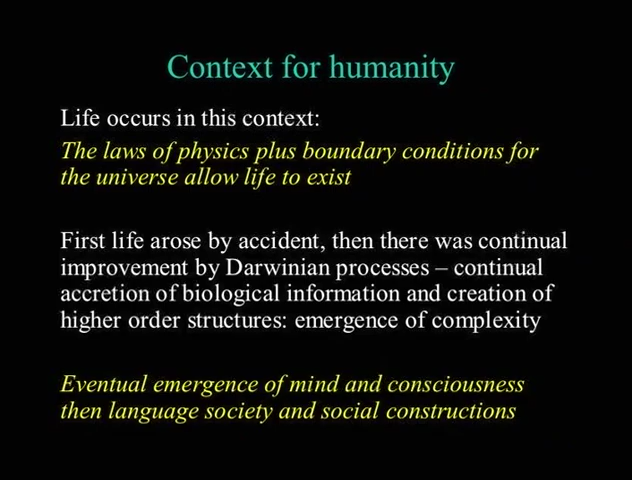 Context for humanity
Life occurs in this context:
The laws of physics plus boundary conditions for
the universe allow life to exist
First life arose by accident, then there was continual
improvement by Darwinian processes – continual
accretion of biological information and creation of
higher order structures: emergence of complexity
Eventual emergence of mind and consciousness
then language society and social constructions